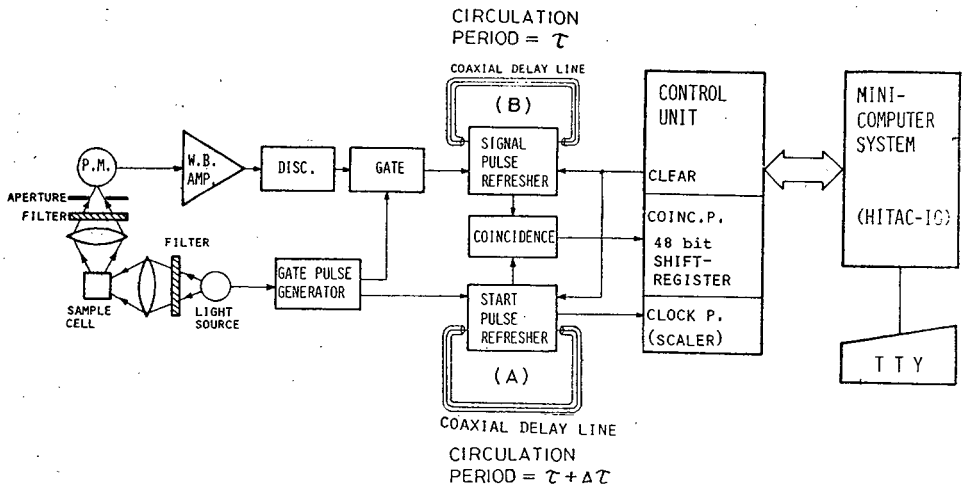 CIRCULATION
PERIOD = τ
COAXIAL DELAY LINE
(B)
P.M.
W.B.
AMP.
DISC.
GATE
SIGNAL
PULSE
REFRESHER
CONTROL
UNIT
CLEAR
MINI-
COMPUTER
SYSTEM
(HITAC-10)
APERTURE
FILTER
FILTER
COINCIDENCE
COINC.P.
48 bit
SHIFT-
REGISTER
SAMPLE
CELL
LIGHT
SOURCE
GATE PULSE
GENERATOR
START
PULSE
REFRESHER
CLOCK P.
(SCALER)
TTY
(A)
COAXIAL DELAY LINE
CIRCULATION
PERIOD = τ + Δτ